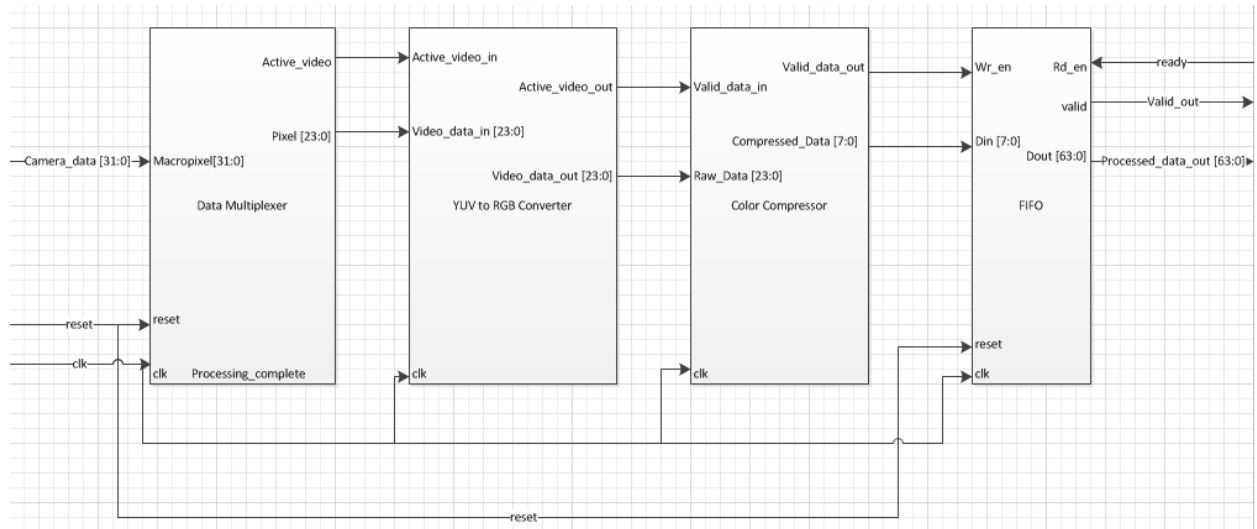 Active_video
Active_video_in
Valid_data_out
Wr_en
Rd_en
ready
Active_video_out
Valid_data_in
valid
Valid_out
Pixel [23:0]
Video_data_in [23:0]
Compressed_Data [7:0]
Din [7:0]
Dout [63:0]
Processed_data_out [63:0]
Camera_data [31:0]
Macropixel[31:0]
Video_data_out [23:0]
Raw_Data [23:0]
Data Multiplexer
YUV to RGB Converter
Color Compressor
FIFO
reset
reset
reset
clk
clk
Processing_complete
clk
clk
clk
reset